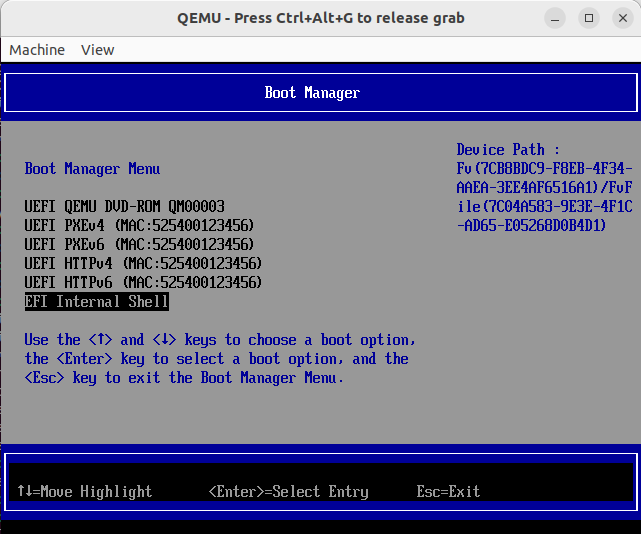 QEMU - Press Ctrl+Alt+G to release grab
Machine View
Boot Manager
Device Path :
Fv(7CB8BDC9-F8EB-4F34-
AAEA-3EE4AF6516A1)/FvF
ile(7C04A583-9E3E-4F1C
-AD65-E05268D0B4D1)
Boot Manager Menu
UEFI QEMU DVD-ROM QM00003
UEFI PXEv4 (MAC:525400123456)
UEFI PXEv6 (MAC:525400123456)
UEFI HTTPv4 (MAC:525400123456)
UEFI HTTPv6 (MAC:525400123456)
EFI Internal Shell
Use the <↑> and <↓> keys to choose a boot option,
the <Enter> key to select a boot option, and the
<Esc> key to exit the Boot Manager Menu.
↑↓=Move Highlight <Enter>=Select Entry Esc=Exit